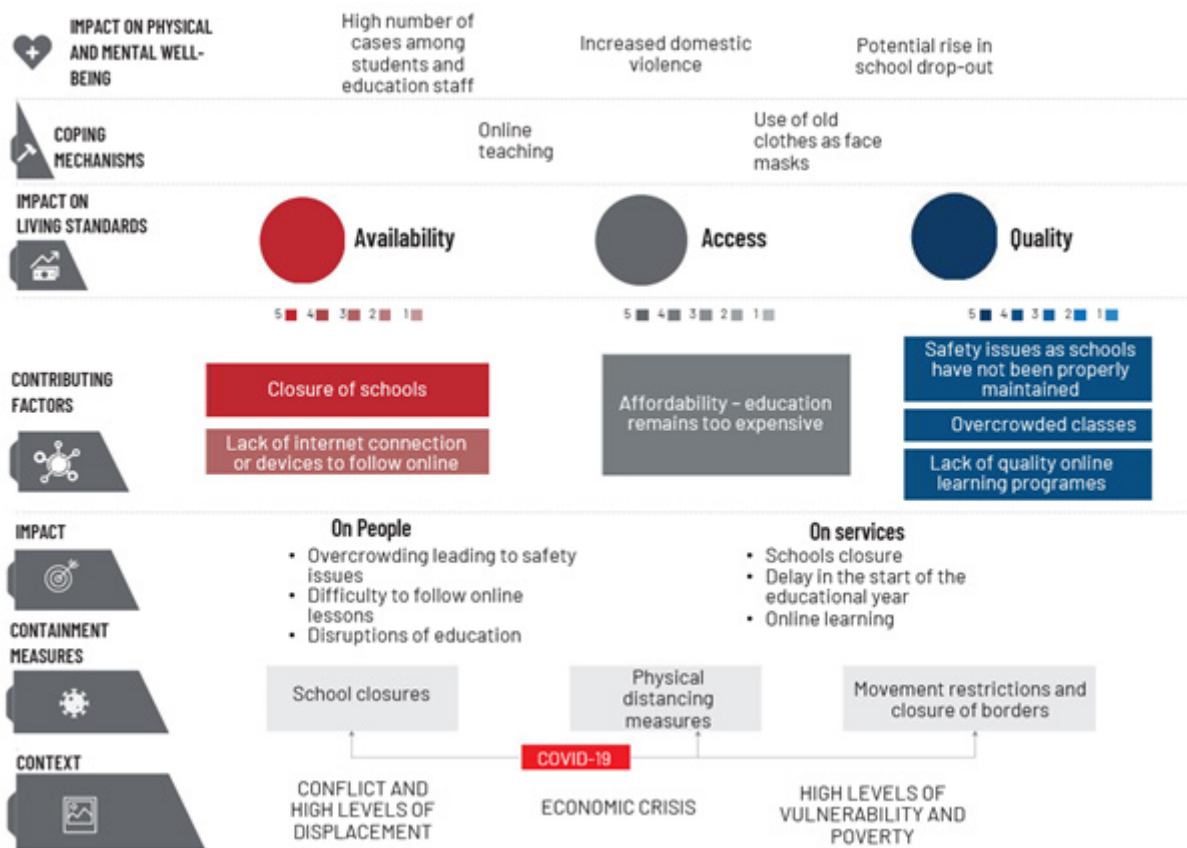 IMPACT ON PHYSICAL
AND MENTAL WELL-
BEING
High number of
cases among
students and
education staff
Increased domestic
violence
Potential rise in
school drop-out
COPING
MECHANISMS
Online
teaching
Use of old
clothes as face
masks
IMPACT ON
LIVING STANDARDS
Availability
Access
Quality
5 4 3 2 1
5 4 3 2 1
5 4 3 2 1
CONTRIBUTING
FACTORS
Closure of schools
Lack of internet connection
or devices to follow online
Affordability – education
remains too expensive
Safety issues as schools
have not been properly
maintained
Overcrowded classes
Lack of quality online
learning programes
IMPACT
On People
• Overcrowding leading to safety
issues
• Difficulty to follow online
lessons
• Disruptions of education
On services
• Schools closure
• Delay in the start of the
educational year
• Online learning
CONTAINMENT
MEASURES
School closures
Physical
distancing
measures
Movement restrictions and
closure of borders
COVID-19
CONTEXT
CONFLICT AND
HIGH LEVELS OF
DISPLACEMENT
ECONOMIC CRISIS
HIGH LEVELS OF
VULNERABILITY AND
POVERTY